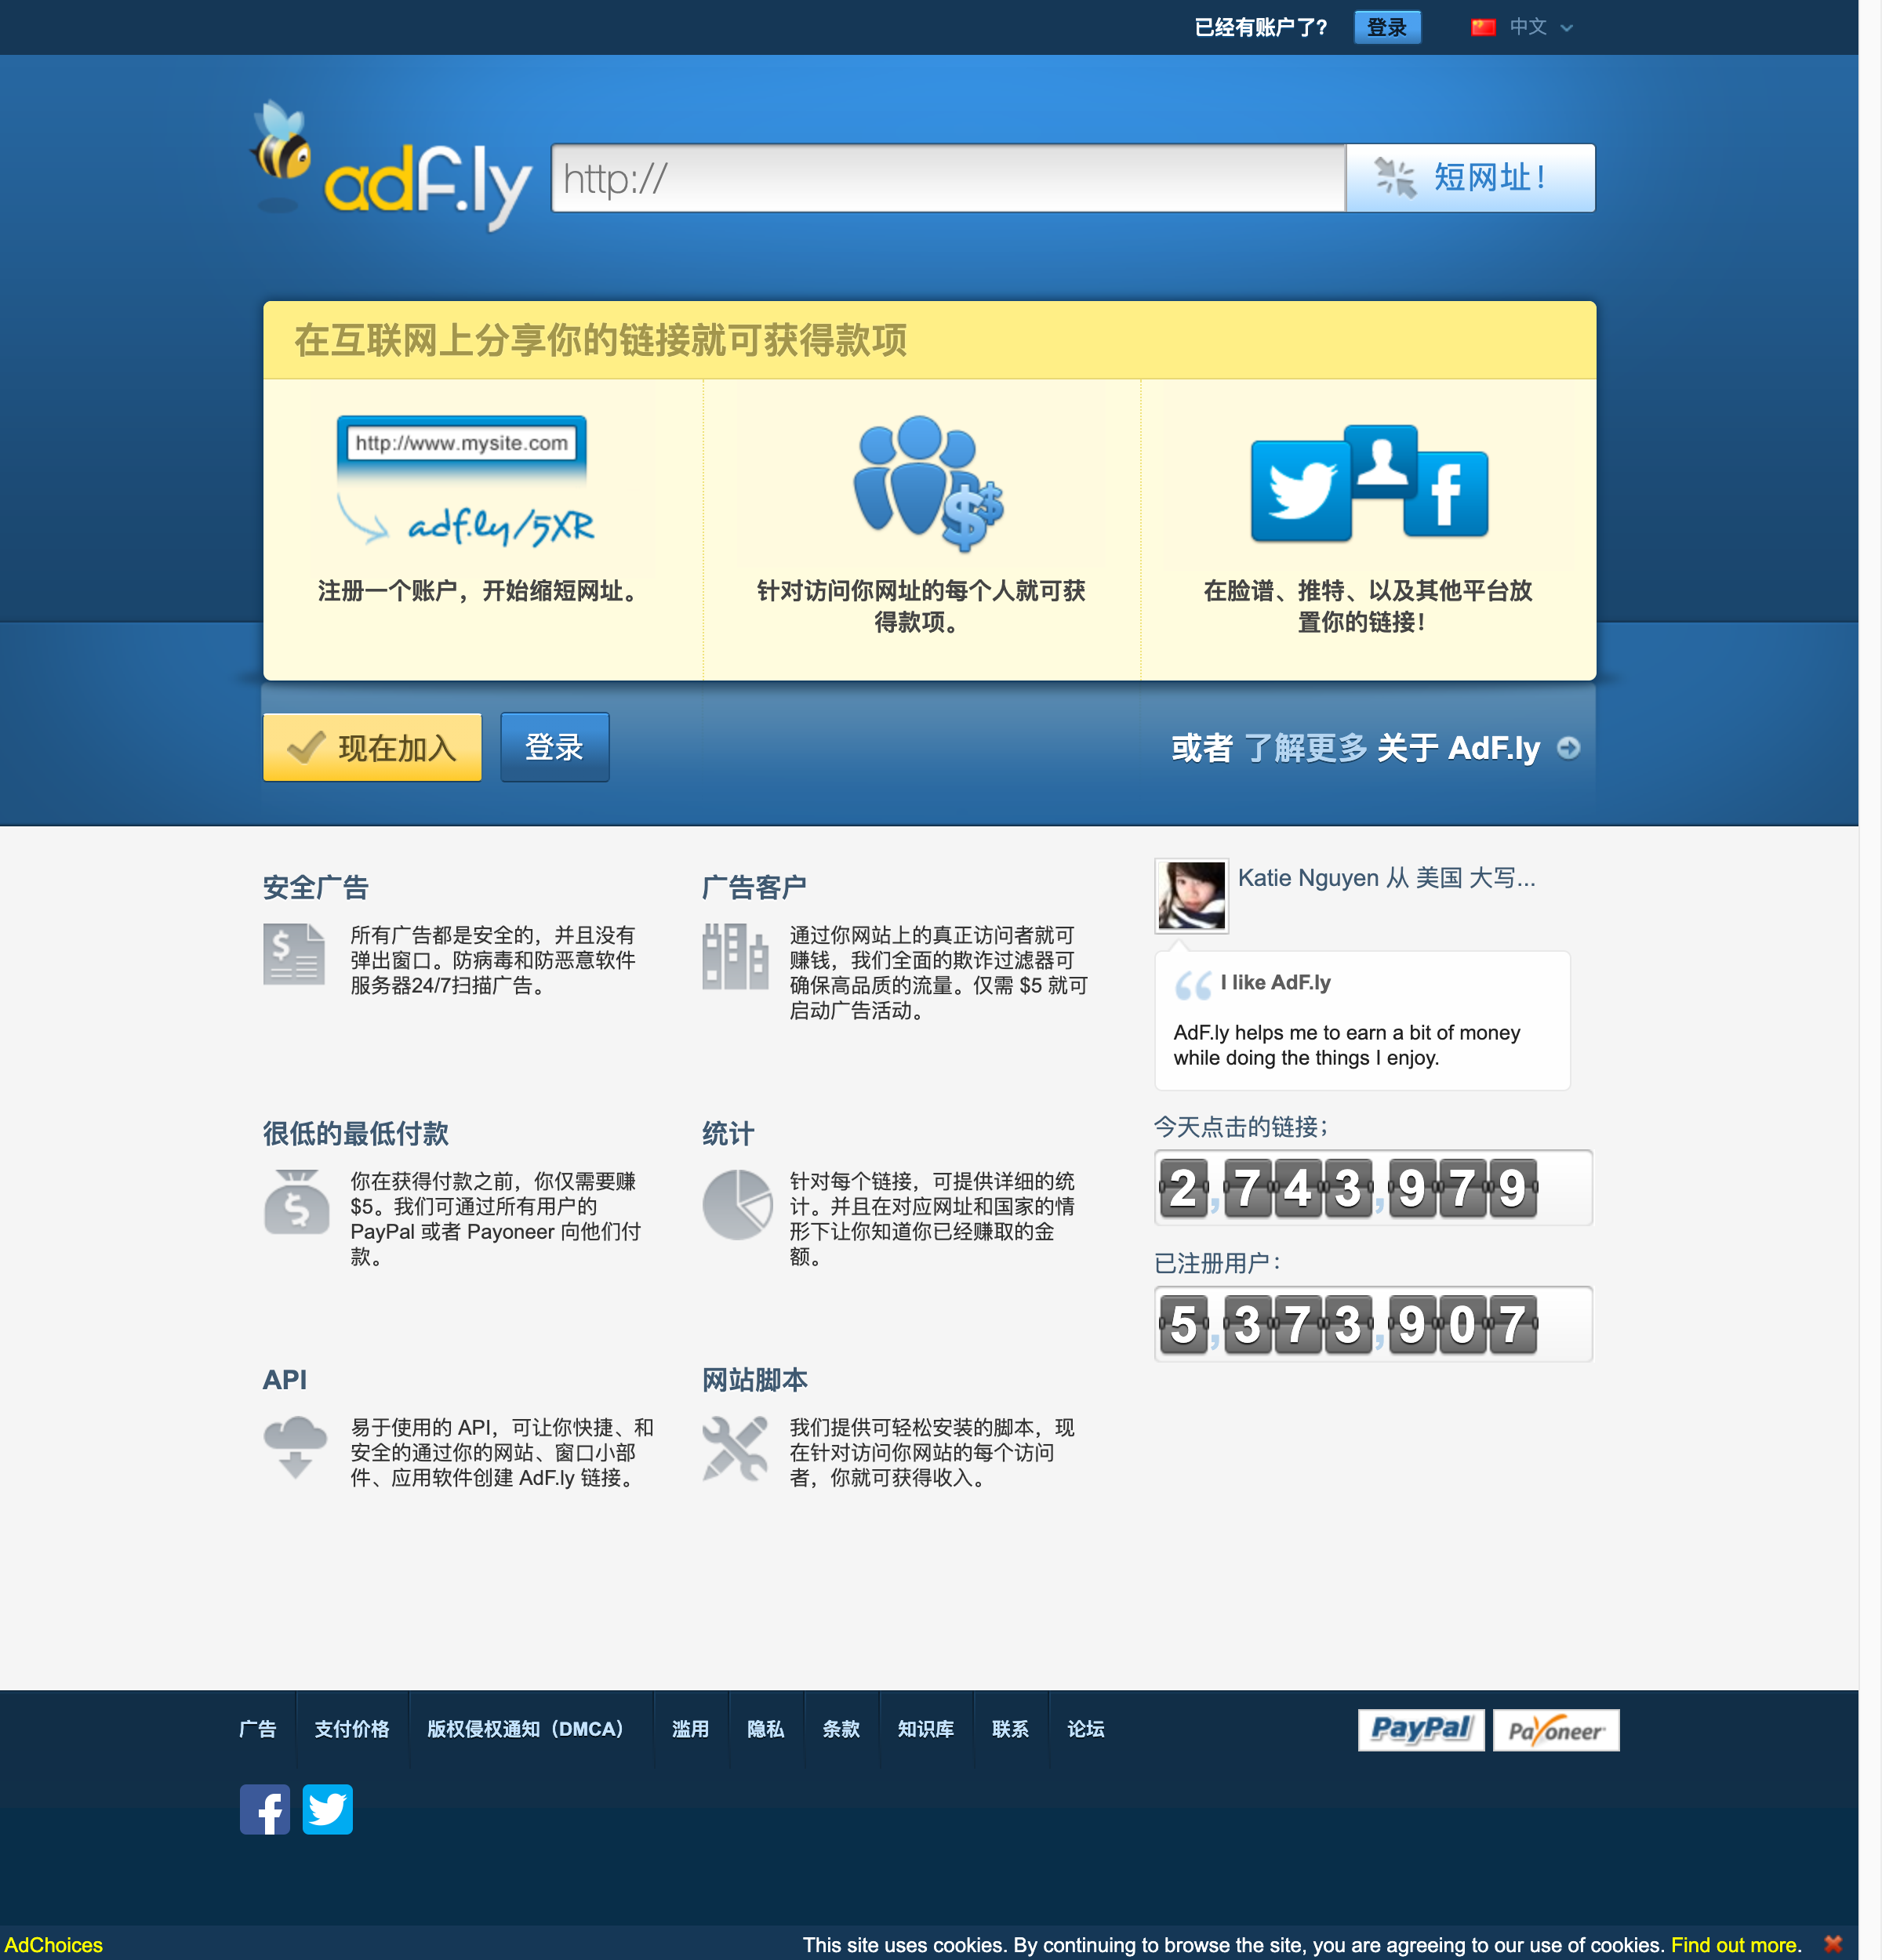 已经有账户了?
登录
中文
adf.ly
http://
短网址！
在互联网上分享你的链接就可获得款项
http://www.mysite.com
adf.ly/5XR
注册一个账户，开始缩短网址。
针对访问你网址的每个人就可获
得款项。
在脸谱、推特、以及其他平台放
置你的链接！
现在加入
登录
或者 了解更多 关于 AdF.ly
安全广告
所有广告都是安全的，并且没有
弹出窗口。防病毒和防恶意软件
服务器24/7扫描广告。
广告客户
通过你网站上的真正访问者就可
赚钱，我们全面的欺诈过滤器可
确保高品质的流量。仅需 $5 就可
启动广告活动。
Katie Nguyen 从 美国 大写...
I like AdF.ly
AdF.ly helps me to earn a bit of money
while doing the things I enjoy.
很低的最低付款
你在获得付款之前，你仅需要赚
$5。我们可通过所有用户的
PayPal 或者 Payoneer 向他们付
款。
统计
针对每个链接，可提供详细的统
计。并且在对应网址和国家的情
形下让你知道你已经赚取的金
额。
今天点击的链接；
2,743,979
已注册用户：
5,373,907
API
易于使用的 API，可让你快捷、和
安全的通过你的网站、窗口小部
件、应用软件创建 AdF.ly 链接。
网站脚本
我们提供可轻松安装的脚本，现
在针对访问你网站的每个访问
者，你就可获得收入。
广告
支付价格
版权侵权通知（DMCA）
滥用
隐私
条款
知识库
联系
论坛
PayPal
Payoneer
AdChoices
This site uses cookies. By continuing to browse the site, you are agreeing to our use of cookies. Find out more.